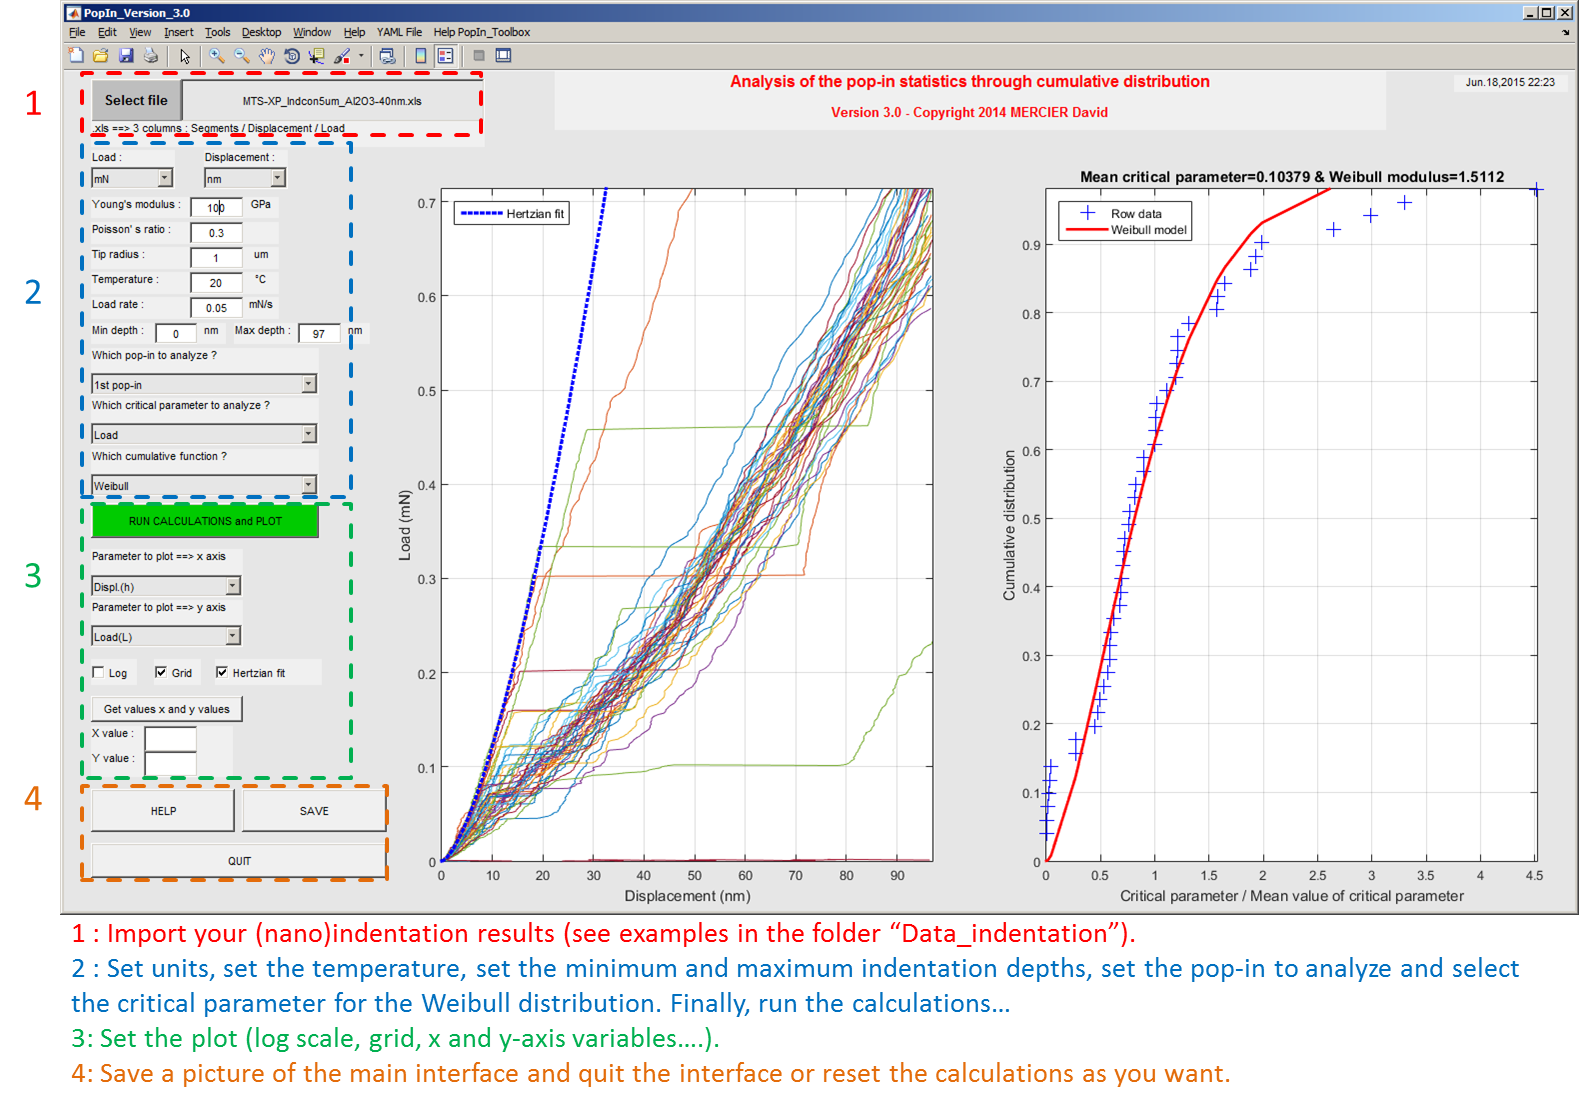 PopIn_Version_3.0
File Edit View Insert Tools Desktop Window Help YAML File Help PopIn_Toolbox
1
Select file
MTS-XP_Indcon5um_Al2O3-40nm.xls
.xls ==> 3 columns : Segments / Displacement / Load
Analysis of the pop-in statistics through cumulative distribution
Version 3.0 - Copyright 2014 MERCIER David
Jun.18,2015 22:23
2
Load : Displacement :
mN nm
Young's modulus : 100 GPa
Poisson' s ratio : 0.3
Tip radius : 1 um
Temperature : 20 °C
Load rate : 0.05 mN/s
Min depth : 0 nm Max depth : 97 nm
Which pop-in to analyze ?
1st pop-in
Which critical parameter to analyze ?
Load
Which cumulative function ?
Weibull
3
RUN CALCULATIONS and PLOT
Parameter to plot ==> x axis
Displ.(h)
Parameter to plot ==> y axis
Load(L)
Log Grid Hertzian fit
Get values x and y values
X value :
Y value :
4
HELP SAVE
QUIT
Hertzian fit
Load (mN)
0.7
0.6
0.5
0.4
0.3
0.2
0.1
0
0 10 20 30 40 50 60 70 80 90
Displacement (nm)
Mean critical parameter=0.10379 & Weibull modulus=1.5112
Row data
Weibull model
Cumulative distribution
0.9
0.8
0.7
0.6
0.5
0.4
0.3
0.2
0.1
0
0 0.5 1 1.5 2 2.5 3 3.5 4 4.5
Critical parameter / Mean value of critical parameter
1 : Import your (nano)indentation results (see examples in the folder “Data_indentation”).
2 : Set units, set the temperature, set the minimum and maximum indentation depths, set the pop-in to analyze and select
the critical parameter for the Weibull distribution. Finally, run the calculations…
3: Set the plot (log scale, grid, x and y-axis variables….).
4: Save a picture of the main interface and quit the interface or reset the calculations as you want.